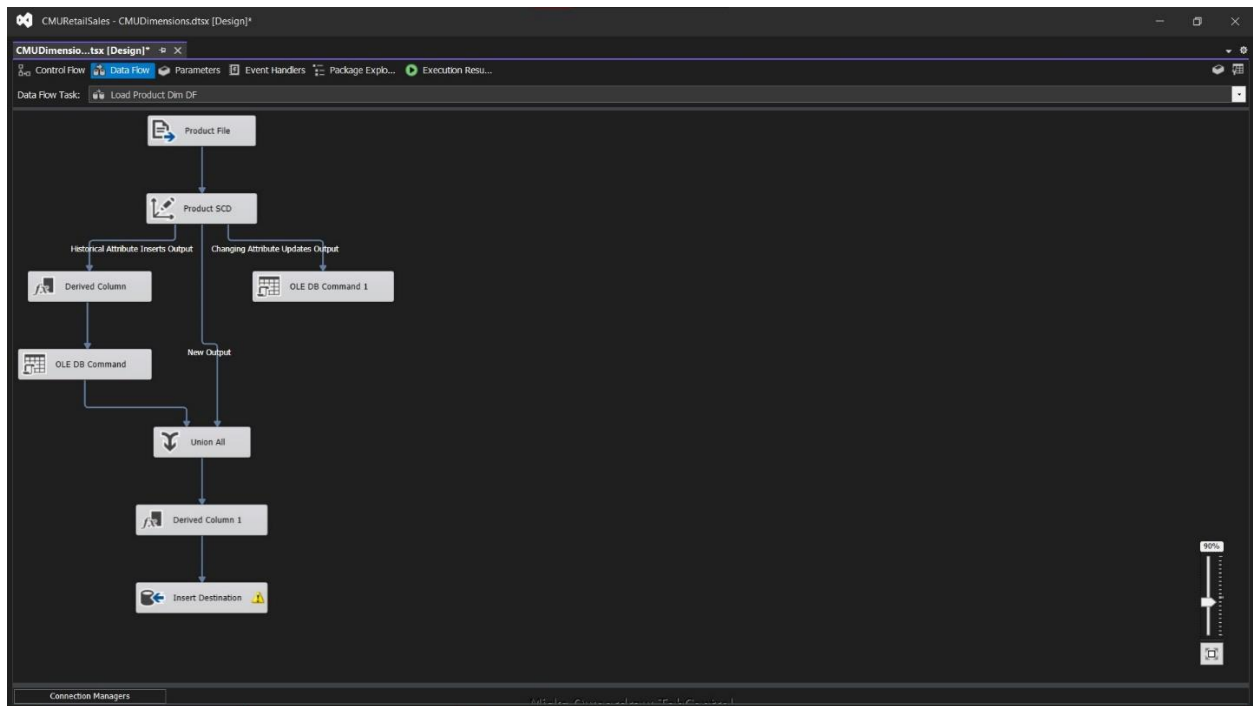 CMURetailSales - CMUDimensions.dtsx [Design]*
CMUDimensio...tsx [Design]*
Control Flow Data Flow Parameters Event Handlers Package Explo... Execution Resu...
Data Flow Task: Load Product Dim DF
Product File
Product SCD
Historical Attribute Inserts Output Changing Attribute Updates Output
Derived Column OLE DB Command 1
New Output
OLE DB Command
Union All
Derived Column 1
90%
Insert Destination
Connection Managers